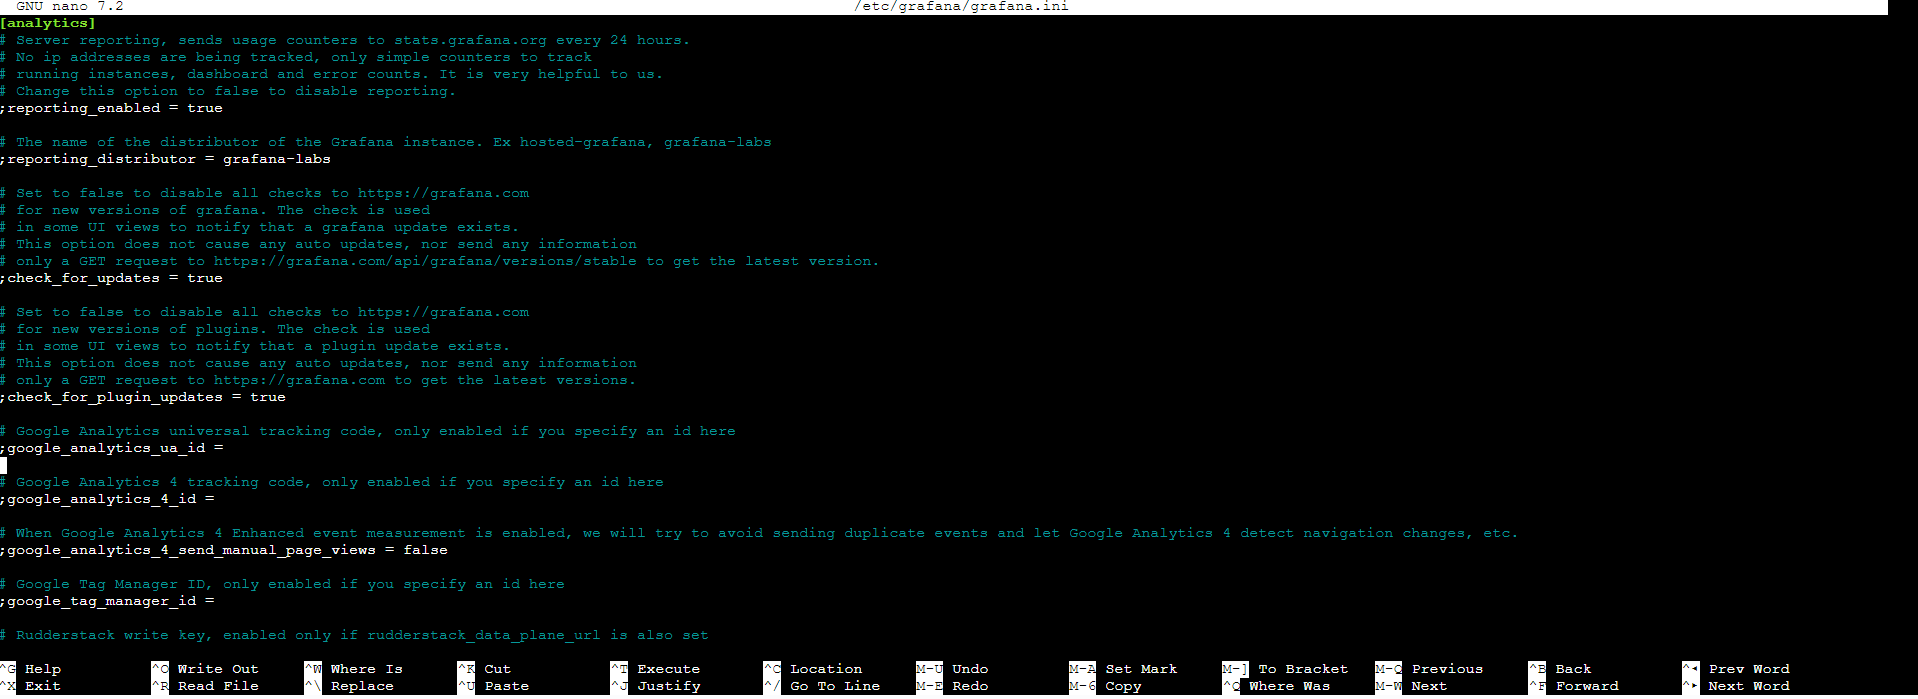 GNU nano 7.2 /etc/grafana/grafana.ini
[analytics]
# Server reporting, sends usage counters to stats.grafana.org every 24 hours.
# No ip addresses are being tracked, only simple counters to track
# running instances, dashboard and error counts. It is very helpful to us.
# Change this option to false to disable reporting.
;reporting_enabled = true
# The name of the distributor of the Grafana instance. Ex hosted-grafana, grafana-labs
;reporting_distributor = grafana-labs
# Set to false to disable all checks to https://grafana.com
# for new versions of grafana. The check is used
# in some UI views to notify that a grafana update exists.
# This option does not cause any auto updates, nor send any information
# only a GET request to https://grafana.com/api/grafana/versions/stable to get the latest version.
;check_for_updates = true
# Set to false to disable all checks to https://grafana.com
# for new versions of plugins. The check is used
# in some UI views to notify that a plugin update exists.
# This option does not cause any auto updates, nor send any information
# only a GET request to https://grafana.com to get the latest versions.
;check_for_plugin_updates = true
# Google Analytics universal tracking code, only enabled if you specify an id here
;google_analytics_ua_id =
# Google Analytics 4 tracking code, only enabled if you specify an id here
;google_analytics_4_id =
# When Google Analytics 4 Enhanced event measurement is enabled, we will try to avoid sending duplicate events and let Google Analytics 4 detect navigation changes, etc.
;google_analytics_4_send_manual_page_views = false
# Google Tag Manager ID, only enabled if you specify an id here
;google_tag_manager_id =
# Rudderstack write key, enabled only if rudderstack_data_plane_url is also set
^G Help ^O Write Out ^W Where Is ^K Cut ^T Execute ^C Location M-U Undo M-A Set Mark M-] To Bracket M-Q Previous ^B Back ^◂ Prev Word
^X Exit ^R Read File ^\ Replace ^U Paste ^J Justify ^/ Go To Line M-E Redo M-6 Copy ^Q Where Was M-W Next ^F Forward ^▸ Next Word